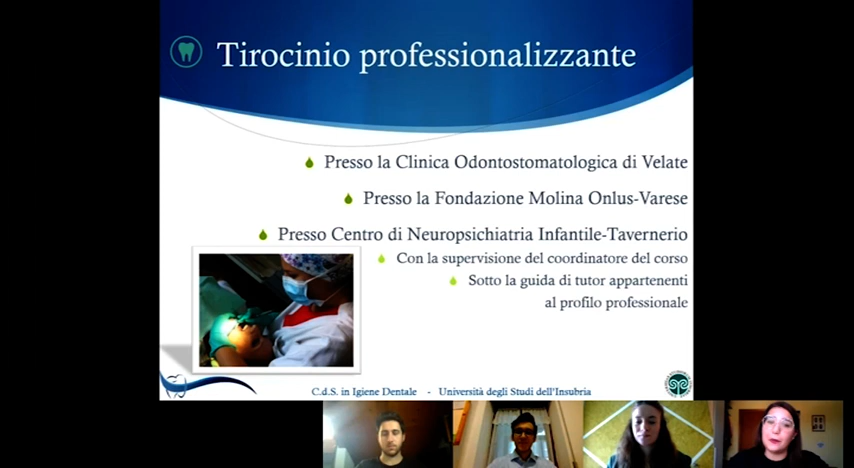 Tirocinio professionalizzante
Presso la Clinica Odontostomatologica di Velate
Presso la Fondazione Molina Onlus-Varese
Presso Centro di Neuropsichiatria Infantile-Tavernerio
Con la supervisione del coordinatore del corso
Sotto la guida di tutor appartenenti
al profilo professionale
C.d.S. in Igiene Dentale - Università degli Studi dell'Insubria